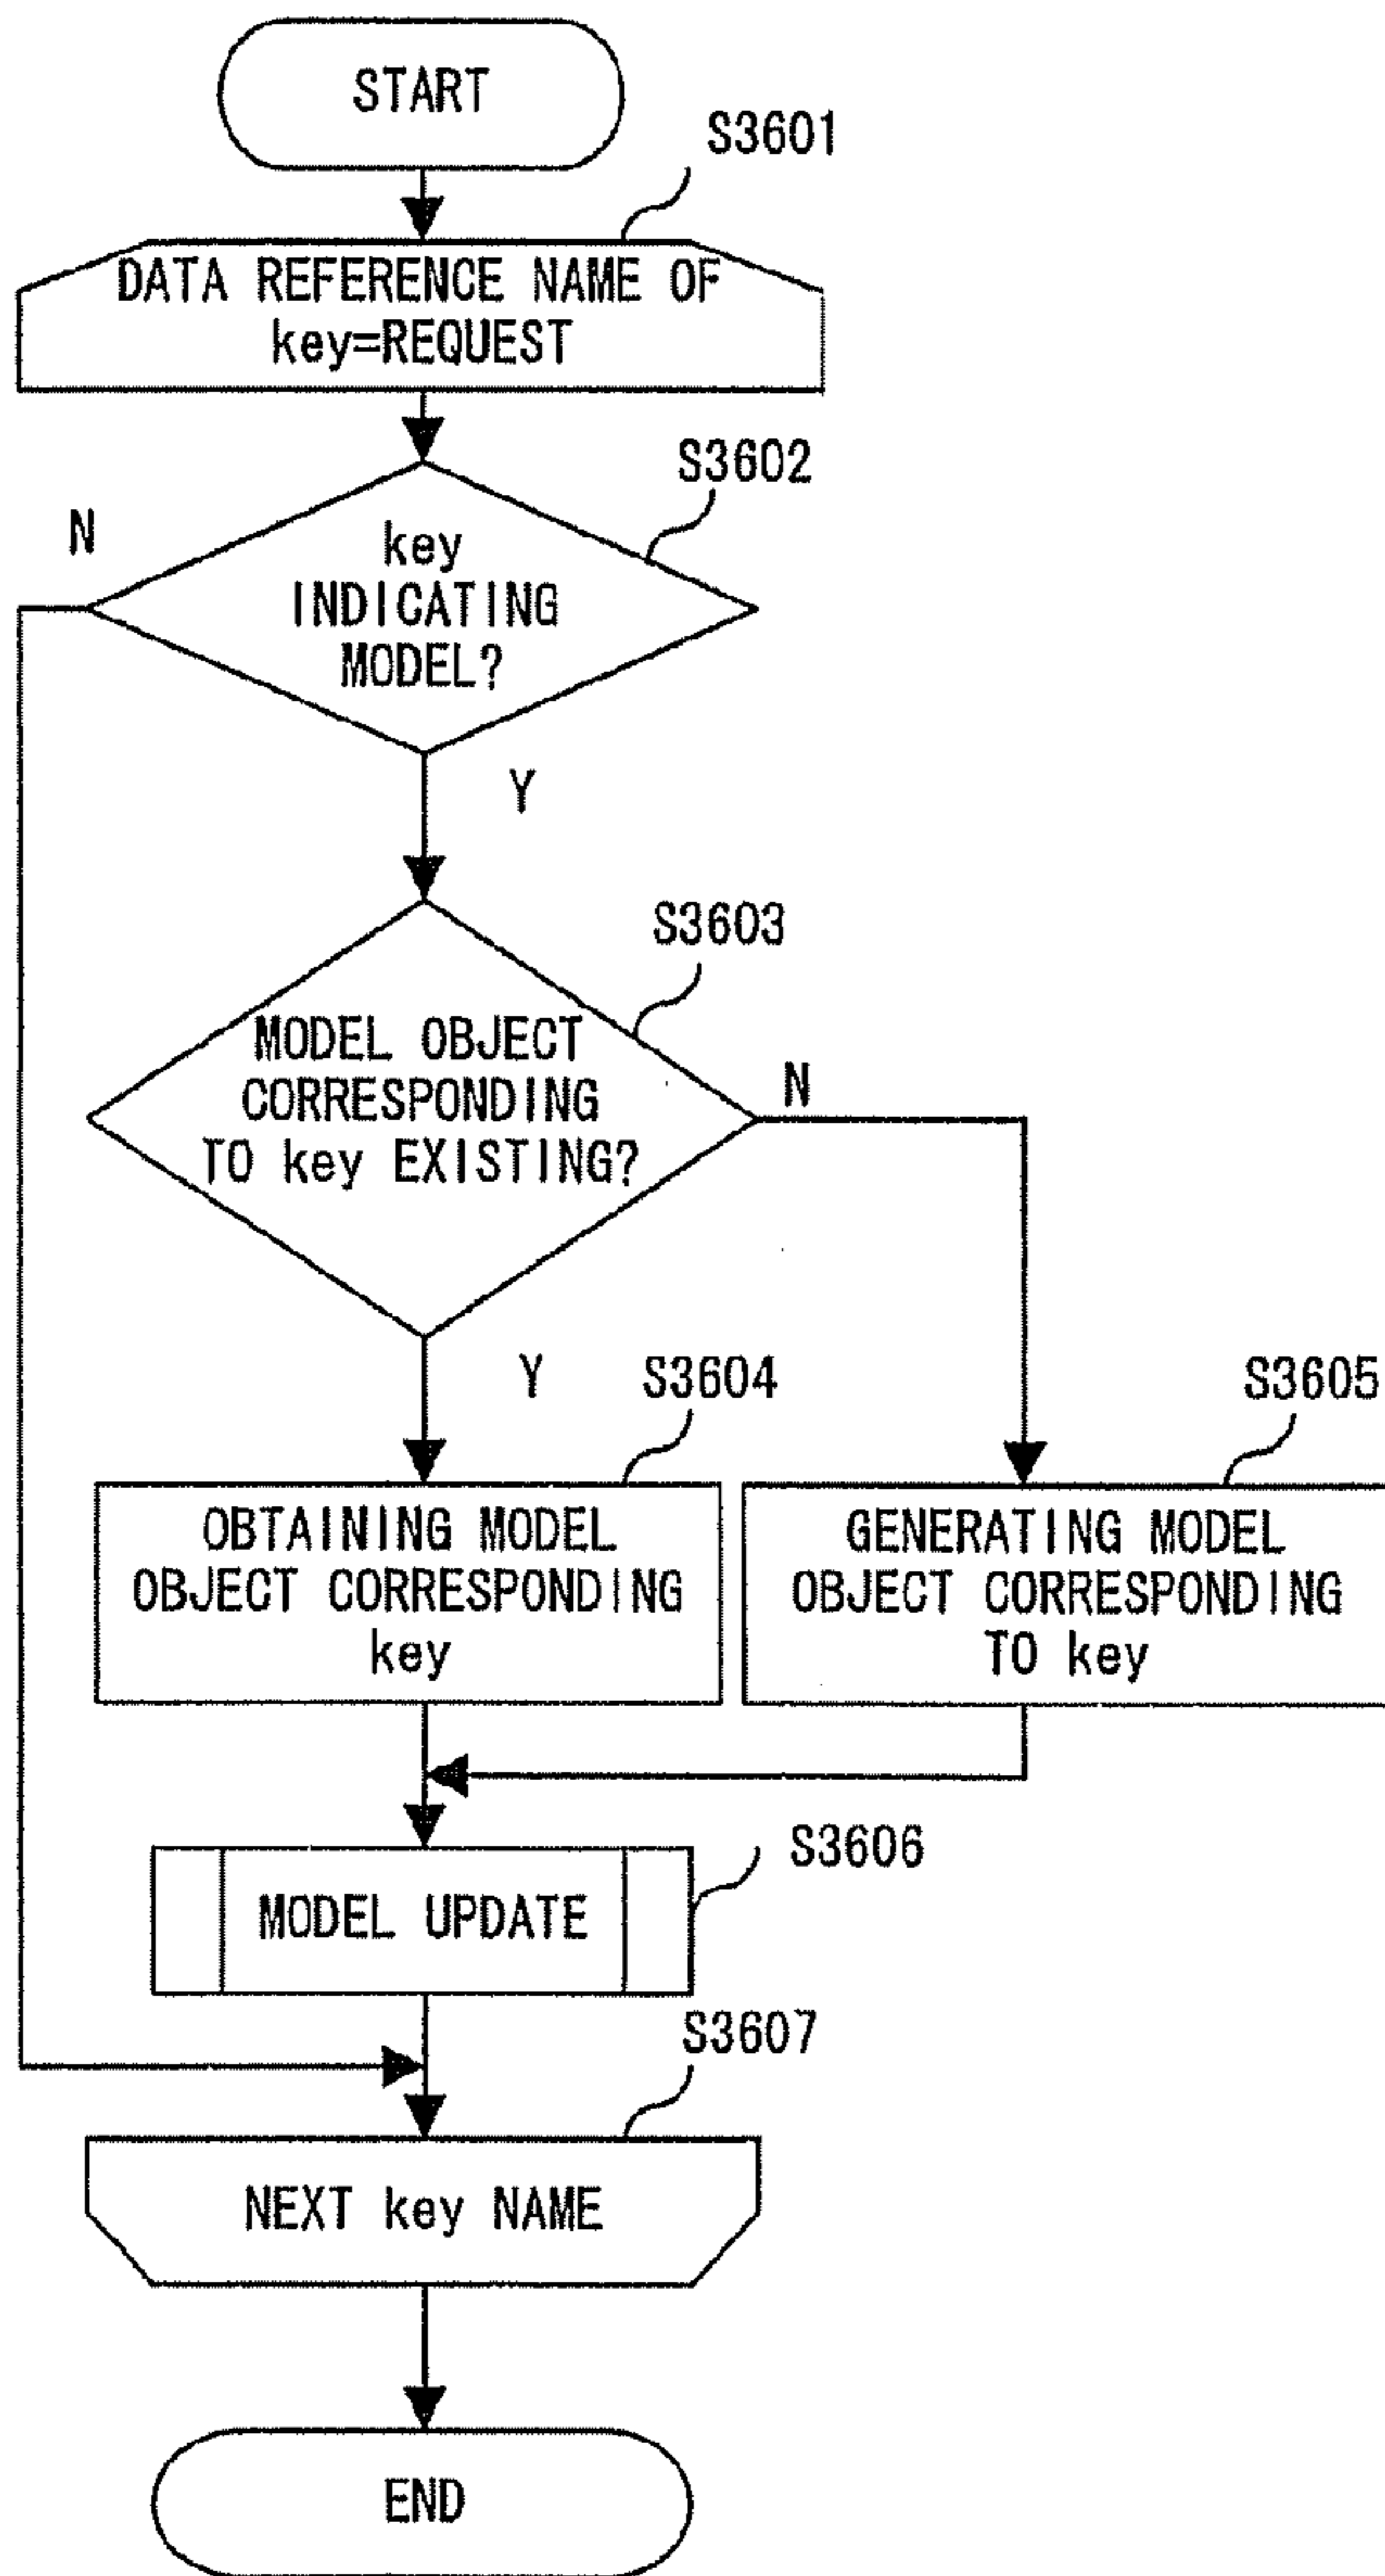 START
S3601
DATA REFERENCE NAME OF
key=REQUEST
S3602
N
key
INDICATING
MODEL?
Y
S3603
MODEL OBJECT
CORRESPONDING
TO key EXISTING?
N
Y
S3604
S3605
OBTAINING MODEL
OBJECT CORRESPONDING
key
GENERATING MODEL
OBJECT CORRESPONDING
TO key
S3606
MODEL UPDATE
S3607
NEXT key NAME
END